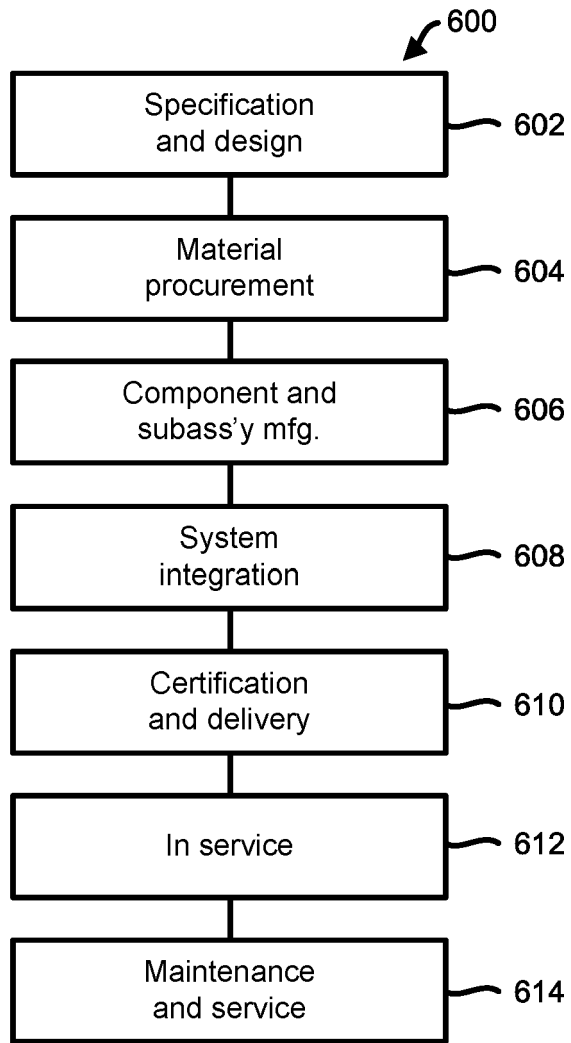 600
Specification
and design
602
Material
procurement
604
Component and
subass'y mfg.
606
System
integration
608
Certification
and delivery
610
In service
612
Maintenance
and service
614